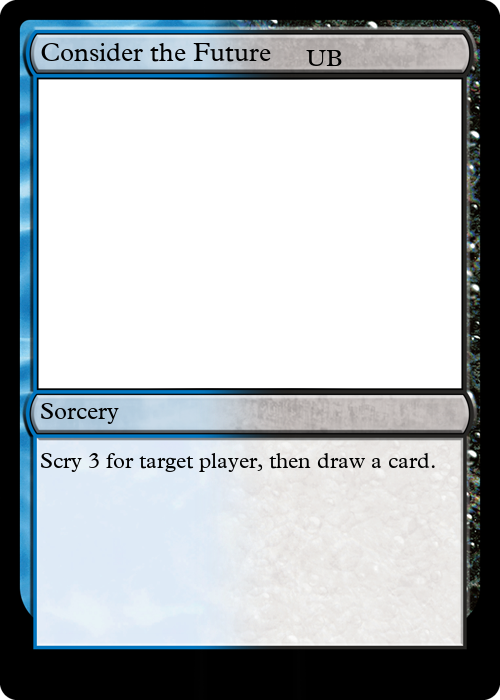 Consider the Future
UB
Sorcery
Scry 3 for target player, then draw a card.